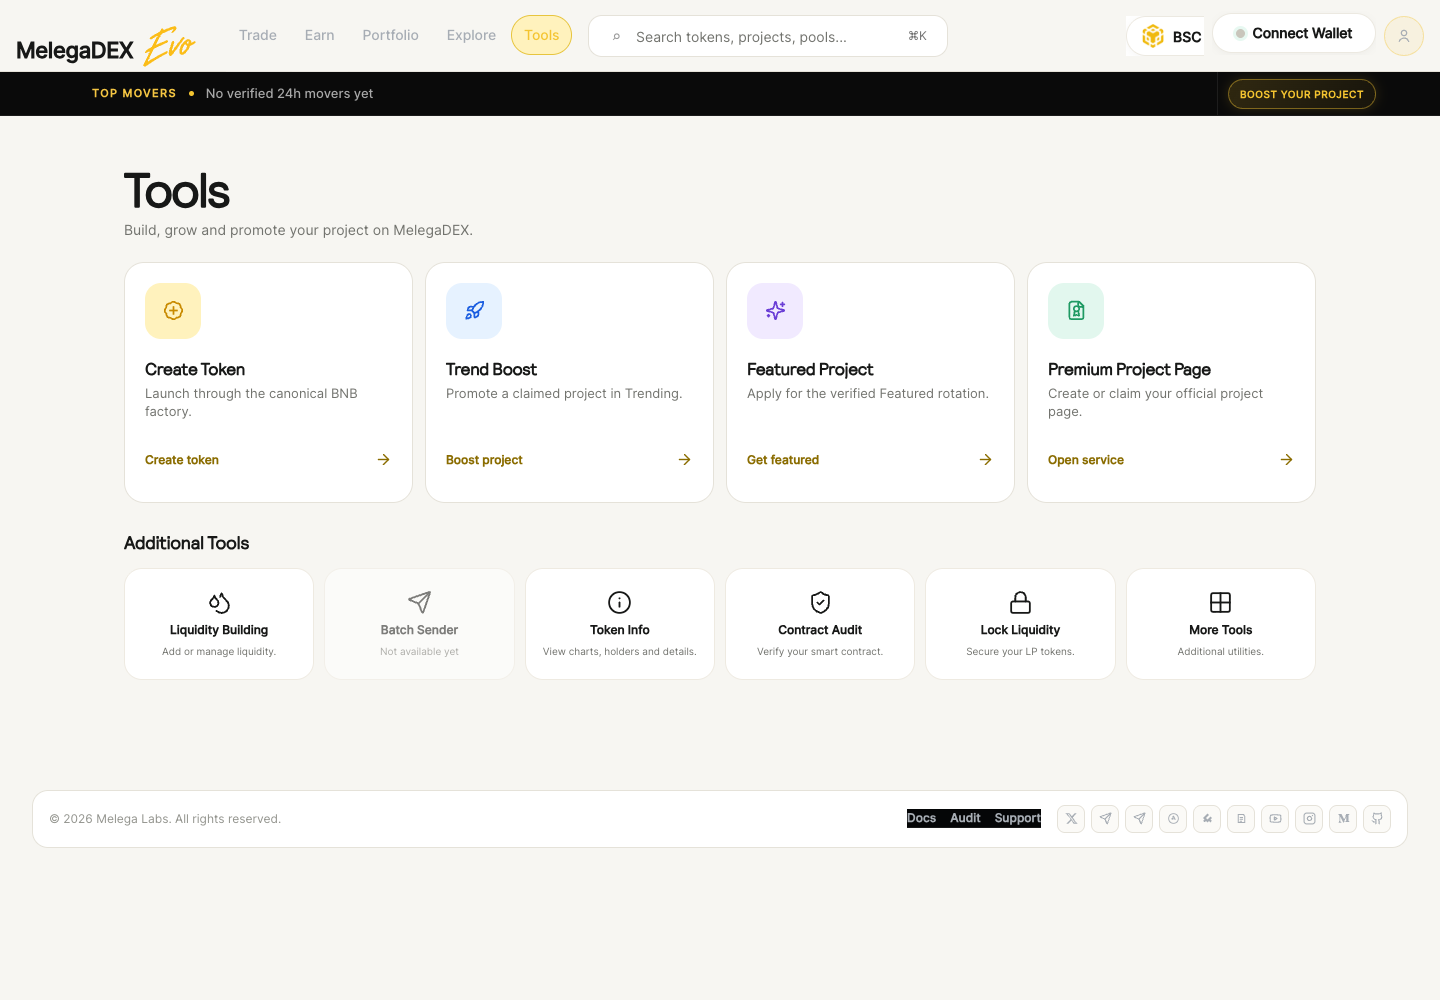 MelegaDEX Evo
Trade Earn Portfolio Explore Tools
Search tokens, projects, pools... ⌘K
BSC
Connect Wallet
TOP MOVERS • No verified 24h movers yet
BOOST YOUR PROJECT
Tools
Build, grow and promote your project on MelegaDEX.
Create Token
Launch through the canonical BNB
factory.
Create token
Trend Boost
Promote a claimed project in Trending.
Boost project
Featured Project
Apply for the verified Featured rotation.
Get featured
Premium Project Page
Create or claim your official project
page.
Open service
Additional Tools
Liquidity Building
Add or manage liquidity.
Batch Sender
Not available yet
Token Info
View charts, holders and details.
Contract Audit
Verify your smart contract.
Lock Liquidity
Secure your LP tokens.
More Tools
Additional utilities.
© 2026 Melega Labs. All rights reserved.
Docs Audit Support